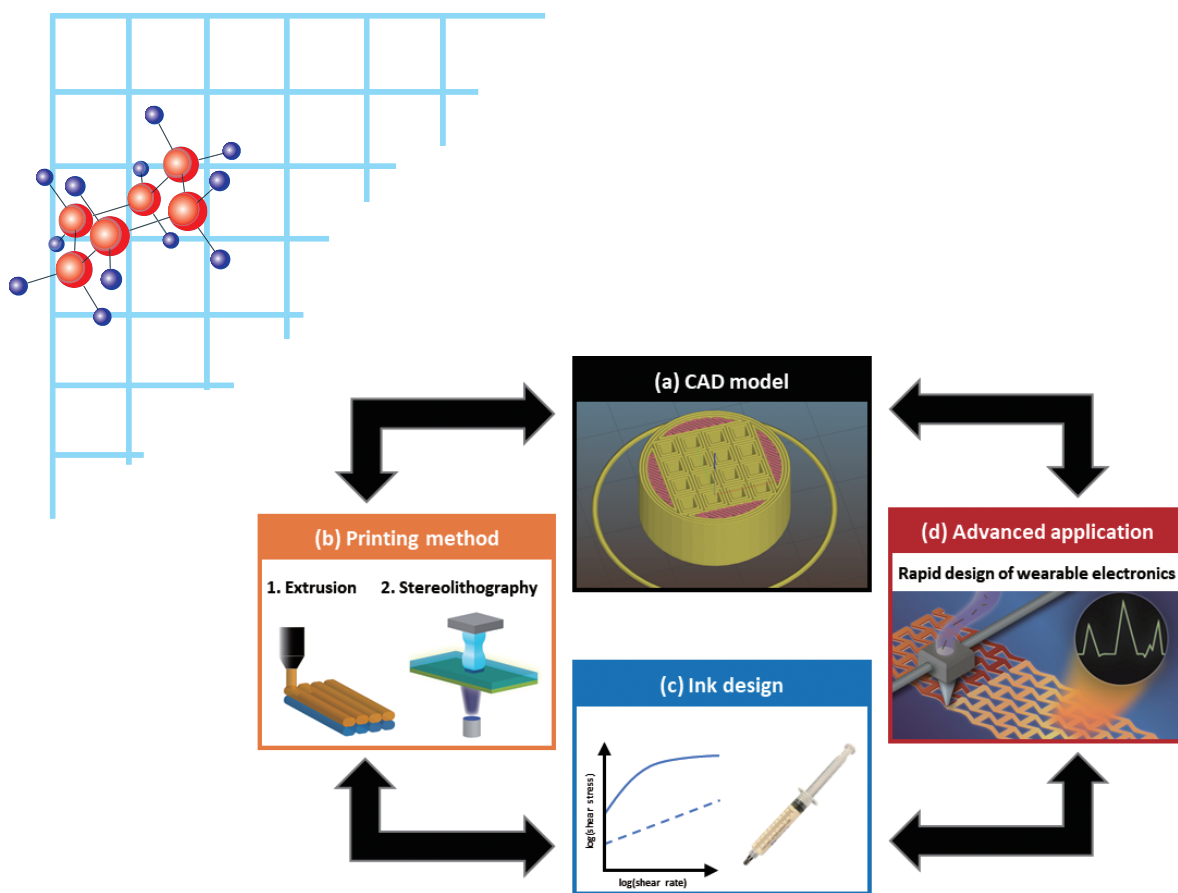 (a) CAD model
(b) Printing method
1. Extrusion
2. Stereolithography
(c) Ink design
log(shear stress)
log(shear rate)
(d) Advanced application
Rapid design of wearable electronics